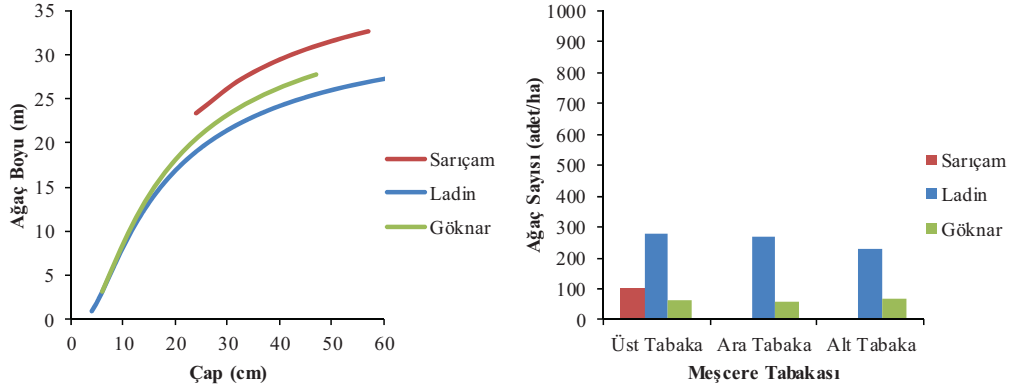 35
30
25
20
15
10
5
0
Ağaç Boyu (m)
0 10 20 30 40 50 60
Çap (cm)
Sarıçam
Ladin
Göknar
1000
900
800
700
600
500
400
300
200
100
0
Ağaç Sayısı (adet/ha)
Üst Tabaka Ara Tabaka Alt Tabaka
Meşcere Tabakası
Sarıçam
Ladin
Göknar